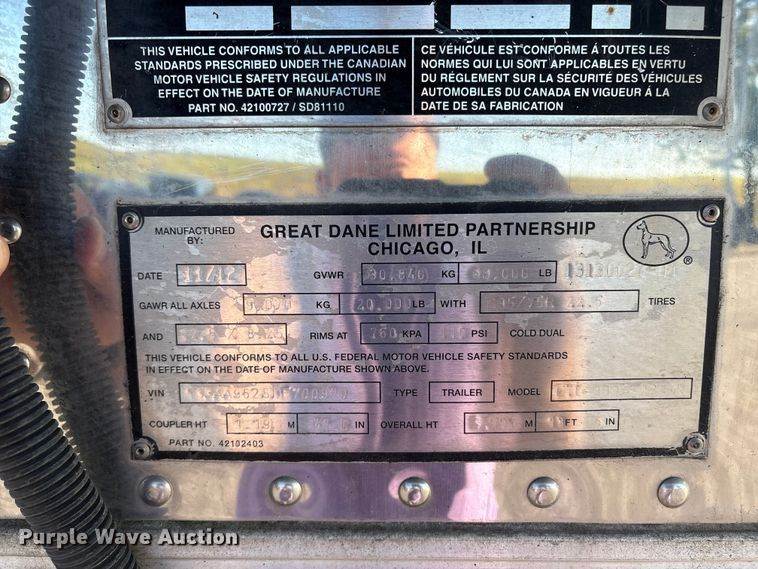 THIS VEHICLE CONFORMS TO ALL APPLICABLE
STANDARDS PRESCRIBED UNDER THE CANADIAN
MOTOR VEHICLE SAFETY REGULATIONS IN
EFFECT ON THE DATE OF MANUFACTURE
PART NO. 42100727 / SD81110
CE VÉHICULE EST CONFORME À TOUTES LES
NORMES QUI LUI SONT APPLICABLES EN VERTU
DU RÉGLEMENT SUR LA SÉCURITÉ DES VÉHICULES
AUTOMOBILES DU CANADA EN VIGUEUR À LA
DATE DE SA FABRICATION
MANUFACTURED
BY:
GREAT DANE LIMITED PARTNERSHIP
CHICAGO, IL
®
DATE 11/12 GVWR KG LB
GAWR ALL AXLES KG 20,000 LB WITH TIRES
AND RIMS AT 760 KPA PSI COLD DUAL
THIS VEHICLE CONFORMS TO ALL U.S. FEDERAL MOTOR VEHICLE SAFETY STANDARDS
IN EFFECT ON THE DATE OF MANUFACTURE SHOWN ABOVE.
VIN TYPE TRAILER MODEL
COUPLER HT M IN OVERALL HT M FT IN
PART NO. 42102403
Purple Wave Auction